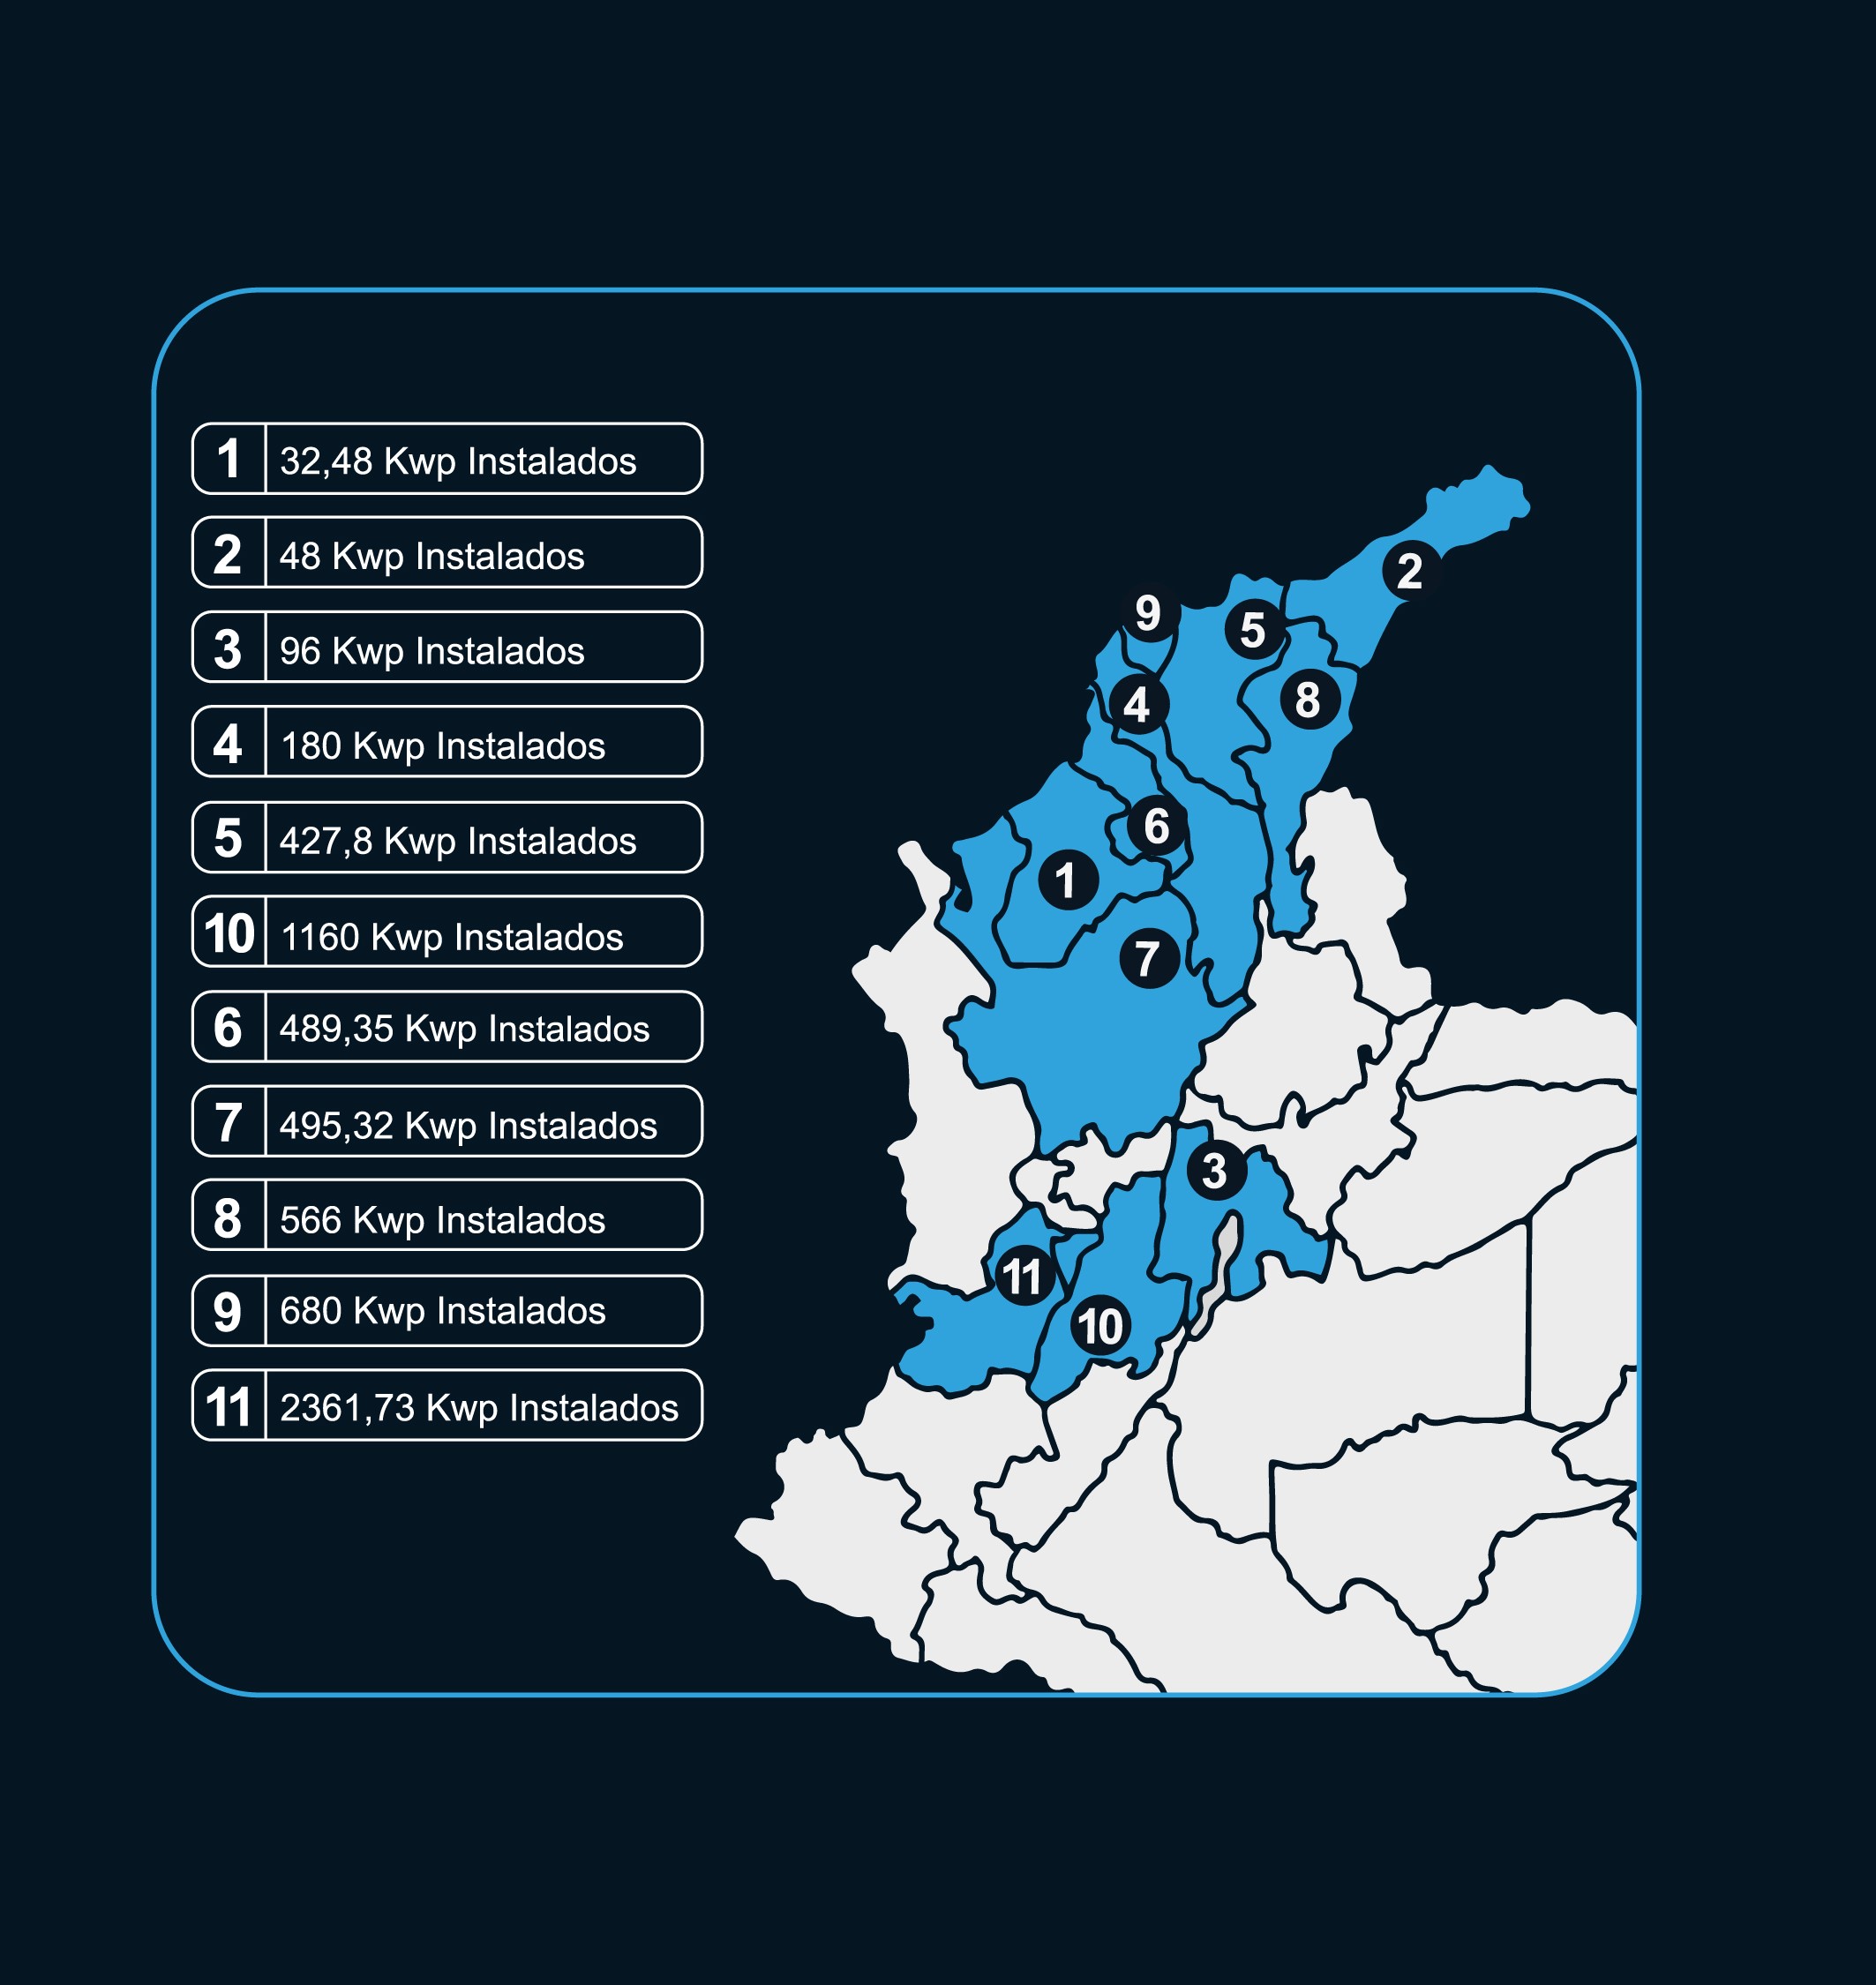 1 32,48 Kwp Instalados
2 48 Kwp Instalados
3 96 Kwp Instalados
4 180 Kwp Instalados
5 427,8 Kwp Instalados
10 1160 Kwp Instalados
6 489,35 Kwp Instalados
7 495,32 Kwp Instalados
8 566 Kwp Instalados
9 680 Kwp Instalados
11 2361,73 Kwp Instalados
2
9
5
8
4
6
1
7
3
11
10